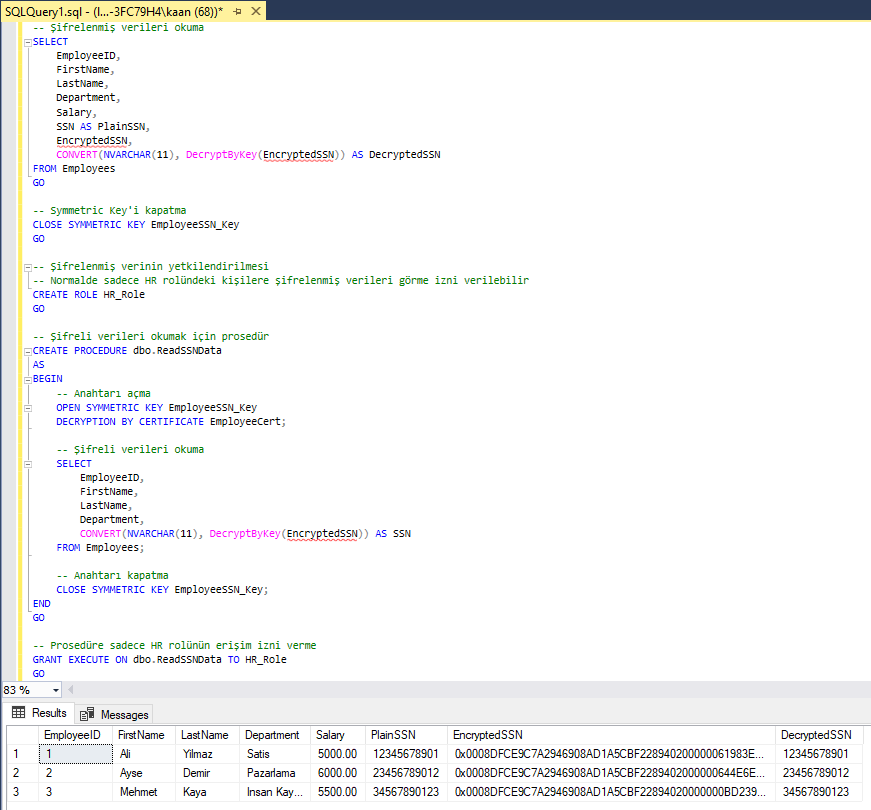 SQLQuery1.sql - (l...-3FC79H4\kaan (68))*
-- Şifrelenmiş verileri okuma
SELECT
EmployeeID,
FirstName,
LastName,
Department,
Salary,
SSN AS PlainSSN,
EncryptedSSN,
CONVERT(NVARCHAR(11), DecryptByKey(EncryptedSSN)) AS DecryptedSSN
FROM Employees
GO
-- Symmetric Key'i kapatma
CLOSE SYMMETRIC KEY EmployeeSSN_Key
GO
-- Şifrelenmiş verinin yetkilendirilmesi
-- Normalde sadece HR rolündeki kişilere şifrelenmiş verileri görme izni verilebilir
CREATE ROLE HR_Role
GO
-- Şifreli verileri okumak için prosedür
CREATE PROCEDURE dbo.ReadSSNData
AS
BEGIN
-- Anahtarı açma
OPEN SYMMETRIC KEY EmployeeSSN_Key
DECRYPTION BY CERTIFICATE EmployeeCert;
-- Şifreli verileri okuma
SELECT
EmployeeID,
FirstName,
LastName,
Department,
CONVERT(NVARCHAR(11), DecryptByKey(EncryptedSSN)) AS SSN
FROM Employees;
-- Anahtarı kapatma
CLOSE SYMMETRIC KEY EmployeeSSN_Key;
END
GO
-- Prosedüre sadece HR rolünün erişim izni verme
GRANT EXECUTE ON dbo.ReadSSNData TO HR_Role
GO
83 %
Results Messages
EmployeeID FirstName LastName Department Salary PlainSSN EncryptedSSN DecryptedSSN
1 1 Ali Yilmaz Satis 5000.00 12345678901 0x0008DFCE9C7A2946908AD1A5CBF228940200000061983E... 12345678901
2 2 Ayse Demir Pazarlama 6000.00 23456789012 0x0008DFCE9C7A2946908AD1A5CBF2289402000000644E6E... 23456789012
3 3 Mehmet Kaya Insan Kay... 5500.00 34567890123 0x0008DFCE9C7A2946908AD1A5CBF2289402000000BD239... 34567890123